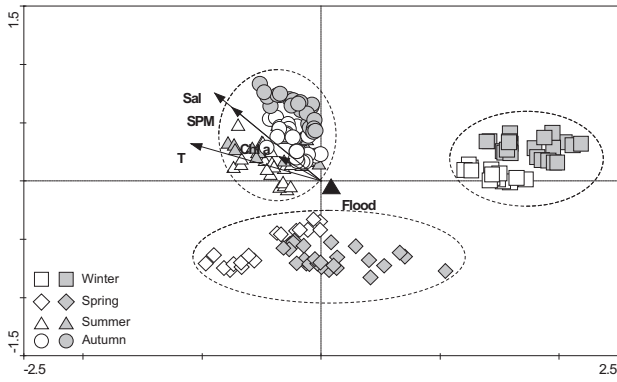 1.5
Sal
SPM
Chl a
T
Flood
Winter
Spring
Summer
Autumn
-1.5
-2.5
2.5